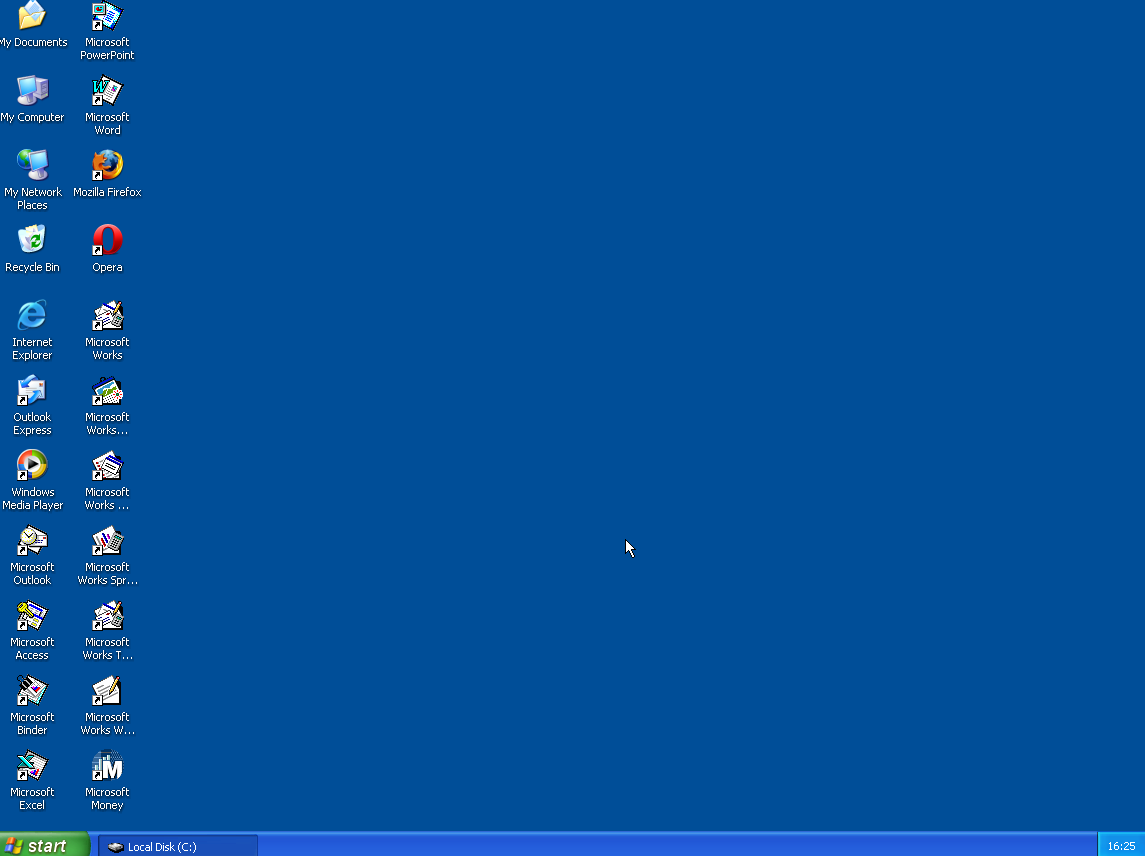 My Documents
Microsoft
PowerPoint
My Computer
Microsoft
Word
My Network
Places
Mozilla Firefox
Recycle Bin
Opera
Internet
Explorer
Microsoft
Works
Outlook
Express
Microsoft
Works...
Windows
Media Player
Microsoft
Works ...
Microsoft
Outlook
Microsoft
Works Spr...
Microsoft
Access
Microsoft
Works T...
Microsoft
Binder
Microsoft
Works W...
Microsoft
Excel
Microsoft
Money
start
Local Disk (C:)
16:25